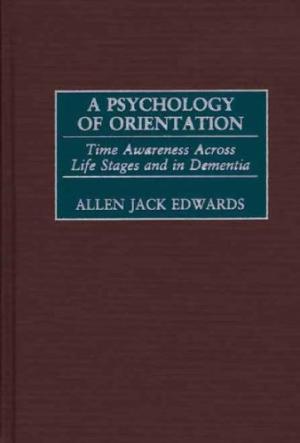 A PSYCHOLOGY
OF ORIENTATION
Time Awareness Across
Life Stages and in Dementia
ALLEN JACK EDWARDS